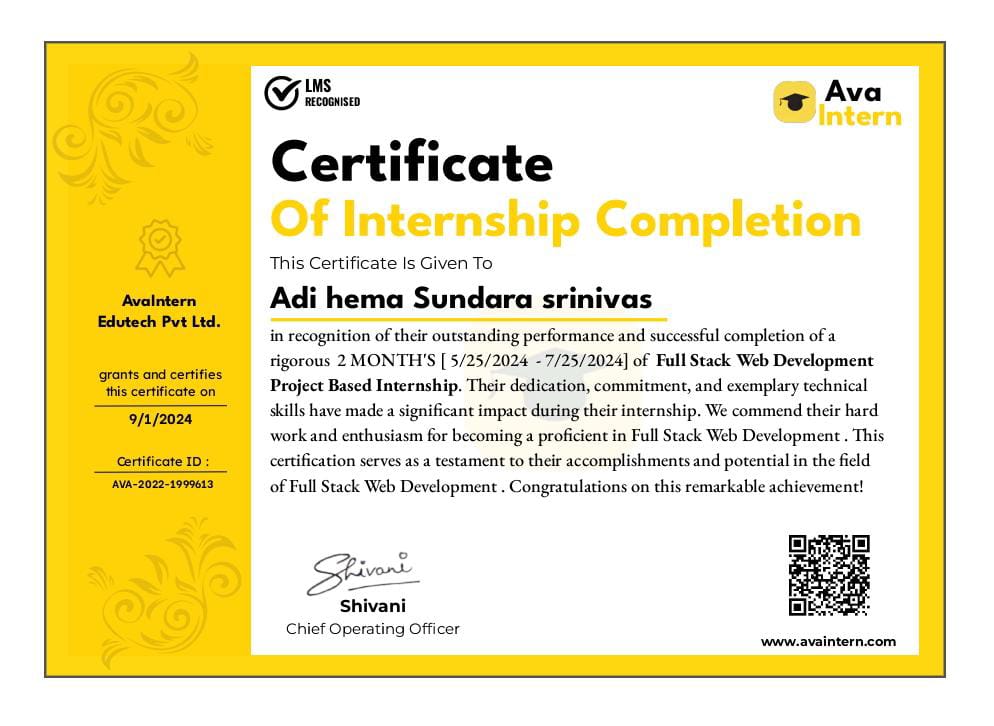 LMS
RECOGNISED
Ava
Intern
Certificate
Of Internship Completion
This Certificate Is Given To
Adi hema Sundara srinivas
in recognition of their outstanding performance and successful completion of a
rigorous 2 MONTH'S [ 5/25/2024 - 7/25/2024] of Full Stack Web Development
Project Based Internship. Their dedication, commitment, and exemplary technical
skills have made a significant impact during their internship. We commend their hard
work and enthusiasm for becoming a proficient in Full Stack Web Development . This
certification serves as a testament to their accomplishments and potential in the field
of Full Stack Web Development . Congratulations on this remarkable achievement!
AvaIntern
Edutech Pvt Ltd.
grants and certifies
this certificate on
9/1/2024
Certificate ID :
AVA-2022-1999613
Shivani
Shivani
Chief Operating Officer
www.avaintern.com